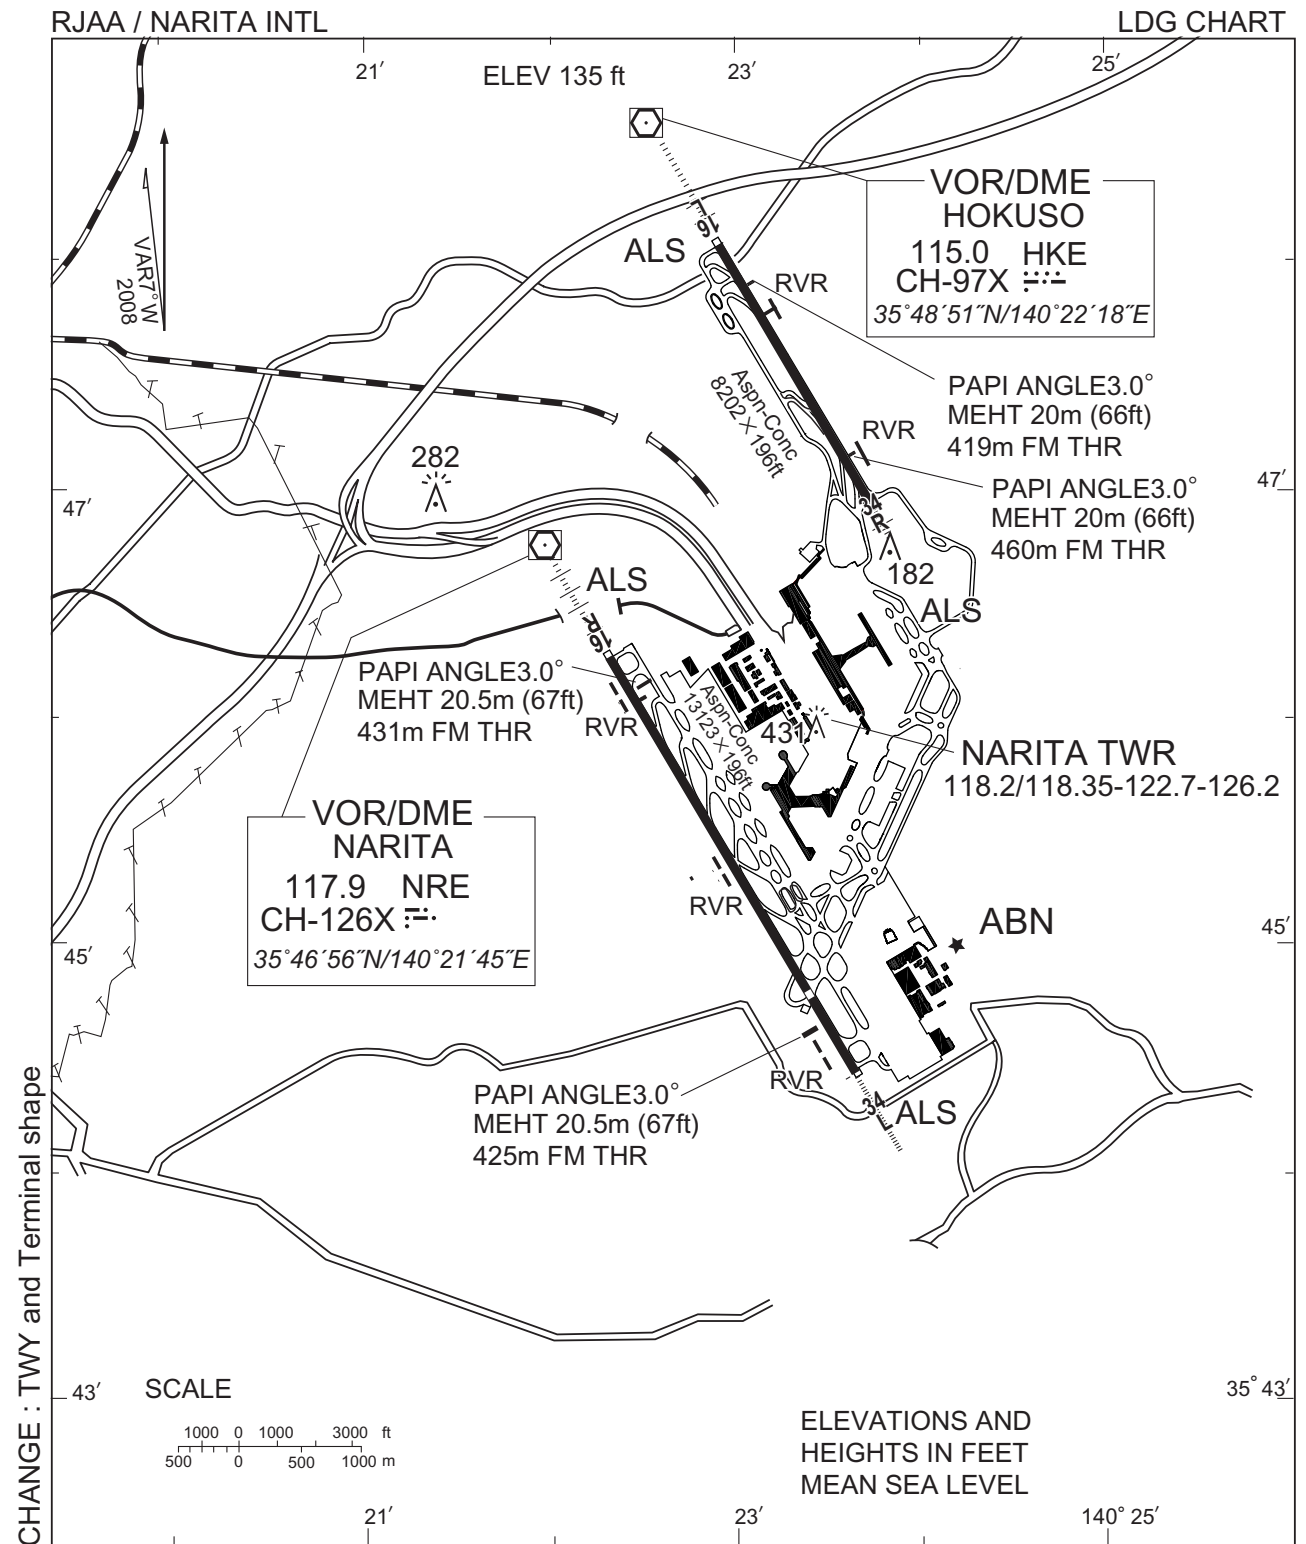 RJAA / NARITA INTL
LDG CHART
21′
23′
25′
ELEV 135 ft
VAR7°W
2008
VOR/DME
HOKUSO
115.0 HKE
CH-97X
35°48′51″N/140°22′18″E
ALS
16L
RVR
PAPI ANGLE3.0°
MEHT 20m (66ft)
419m FM THR
Aspn-Conc
8202×196ft
RVR
PAPI ANGLE3.0°
MEHT 20m (66ft)
460m FM THR
34R
182
ALS
282
47′
47′
ALS
16R
PAPI ANGLE3.0°
MEHT 20.5m (67ft)
431m FM THR
RVR
Aspn-Conc
13123×196ft
431
NARITA TWR
118.2/118.35-122.7-126.2
VOR/DME
NARITA
117.9 NRE
CH-126X
35°46′56″N/140°21′45″E
RVR
ABN
45′
45′
RVR
34L
ALS
PAPI ANGLE3.0°
MEHT 20.5m (67ft)
425m FM THR
CHANGE : TWY and Terminal shape
43′
35° 43′
SCALE
1000 0 1000 3000 ft
500 0 500 1000 m
ELEVATIONS AND
HEIGHTS IN FEET
MEAN SEA LEVEL
21′
23′
140° 25′